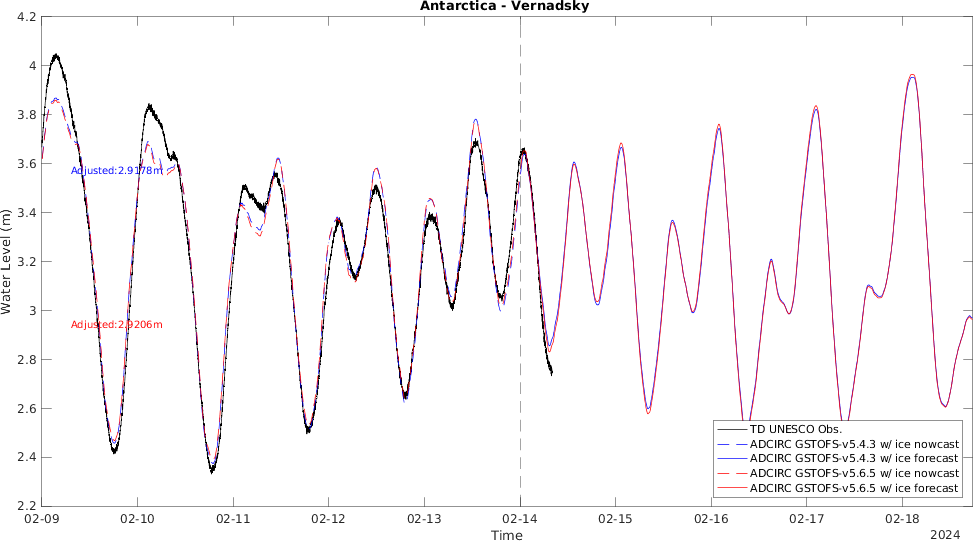 Antarctica - Vernadsky
4.2
4
3.8
3.6
3.4
3.2
3
2.8
2.6
2.4
2.2
Water Level (m)
Adjusted:2.9178m
Adjusted:2.9206m
TD UNESCO Obs.
ADCIRC GSTOFS-v5.4.3 w/ ice nowcast
ADCIRC GSTOFS-v5.4.3 w/ ice forecast
ADCIRC GSTOFS-v5.6.5 w/ ice nowcast
ADCIRC GSTOFS-v5.6.5 w/ ice forecast
02-09 02-10 02-11 02-12 02-13 02-14 02-15 02-16 02-17 02-18
Time
2024